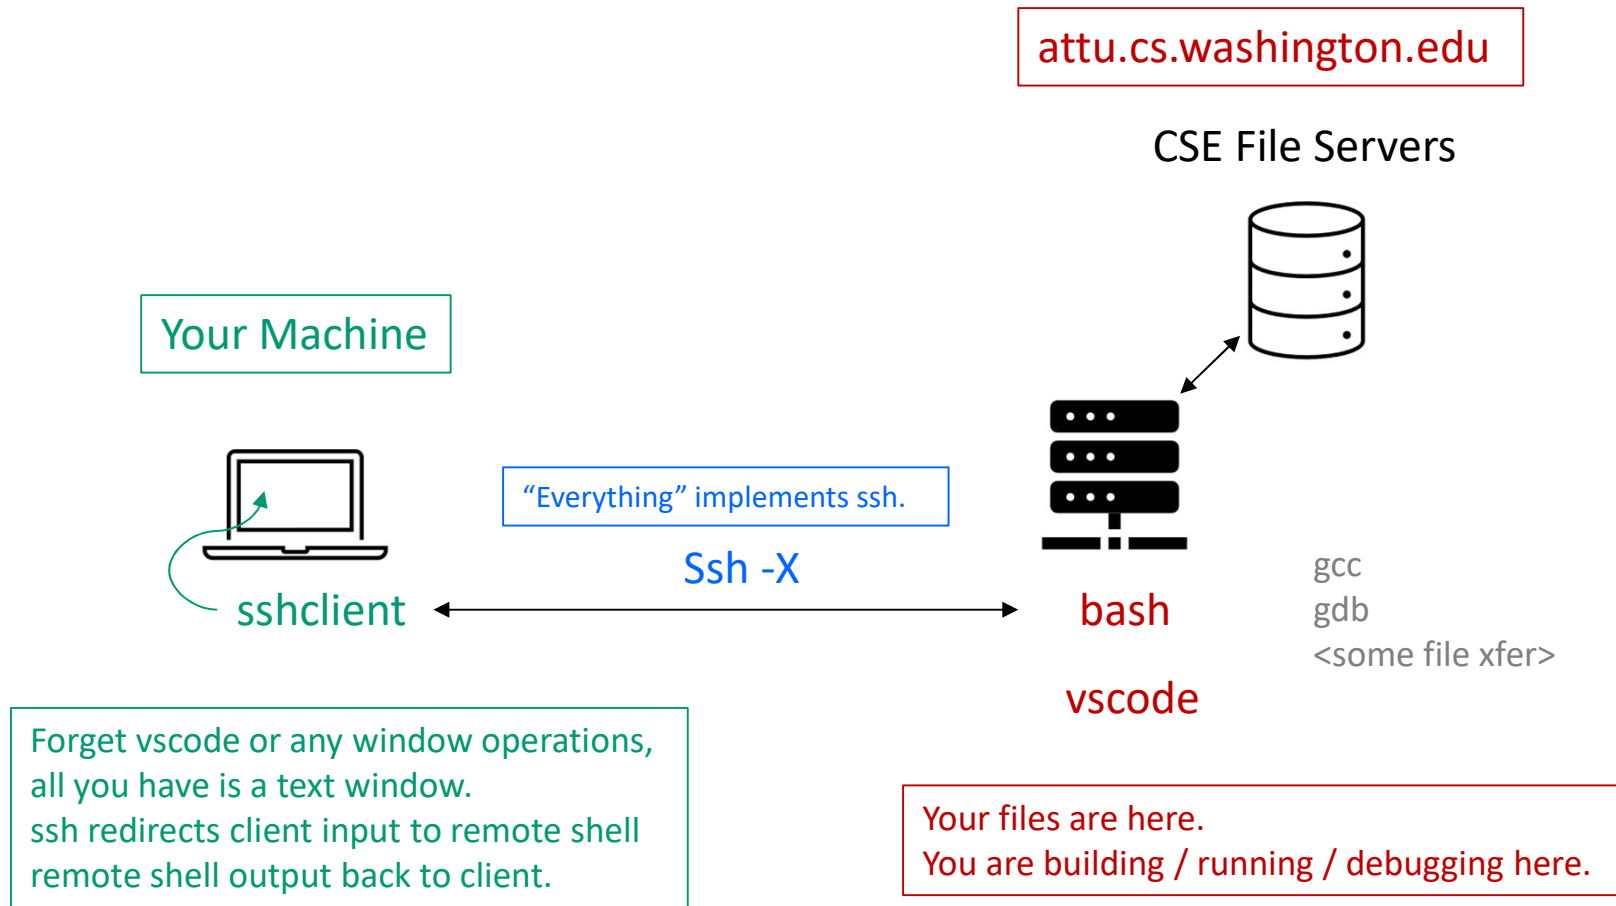 attu.cs.washington.edu
CSE File Servers
Your Machine
“Everything” implements ssh.
Ssh -X
sshclient
bash
vscode
gcc
gdb
<some file xfer>
Forget vscode or any window operations,
all you have is a text window.
ssh redirects client input to remote shell
remote shell output back to client.
Your files are here.
You are building / running / debugging here.